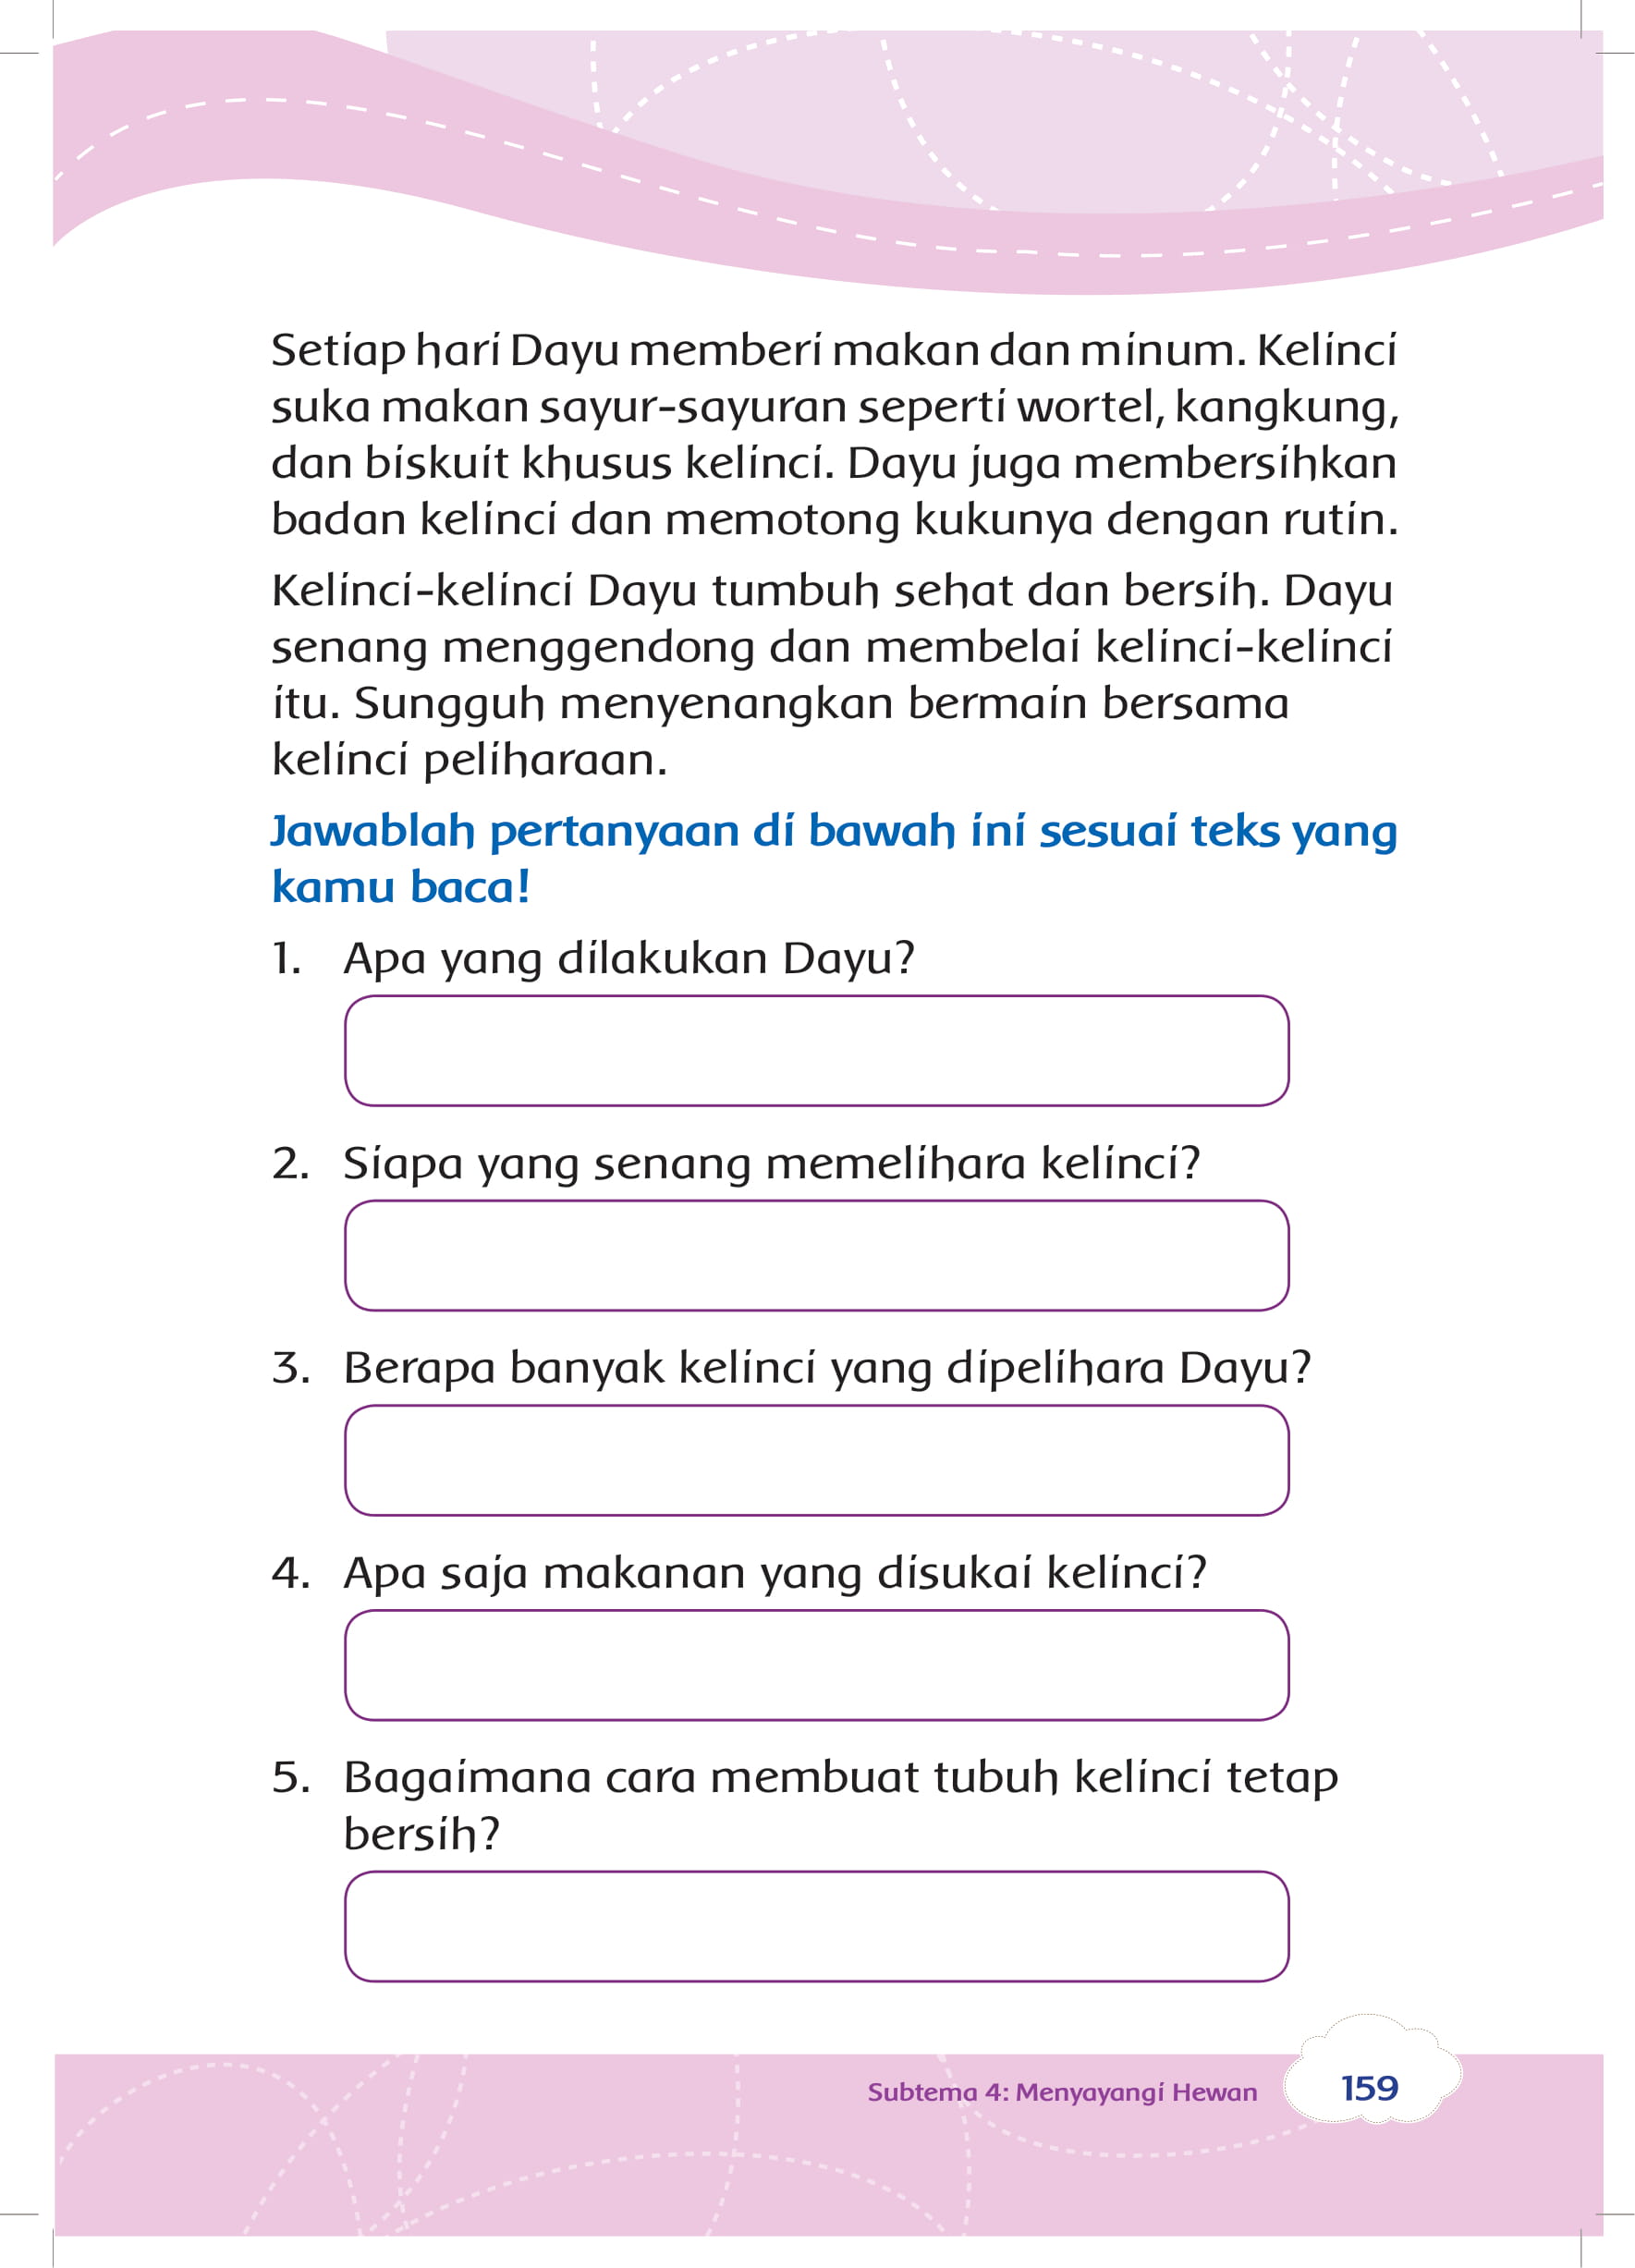 Setiap hari Dayu memberi makan dan minum. Kelinci
suka makan sayur-sayuran seperti wortel, kangkung,
dan biskuit khusus kelinci. Dayu juga membersihkan
badan kelinci dan memotong kukunya dengan rutin.
Kelinci-kelinci Dayu tumbuh sehat dan bersih. Dayu
senang menggendong dan membelai kelinci-kelinci
itu. Sungguh menyenangkan bermain bersama
kelinci peliharaan.
Jawablah pertanyaan di bawah ini sesuai teks yang
kamu baca!
1. Apa yang dilakukan Dayu?
2. Siapa yang senang memelihara kelinci?
3. Berapa banyak kelinci yang dipelihara Dayu?
4. Apa saja makanan yang disukai kelinci?
5. Bagaimana cara membuat tubuh kelinci tetap
bersih?
Subtema 4: Menyayangi Hewan 159